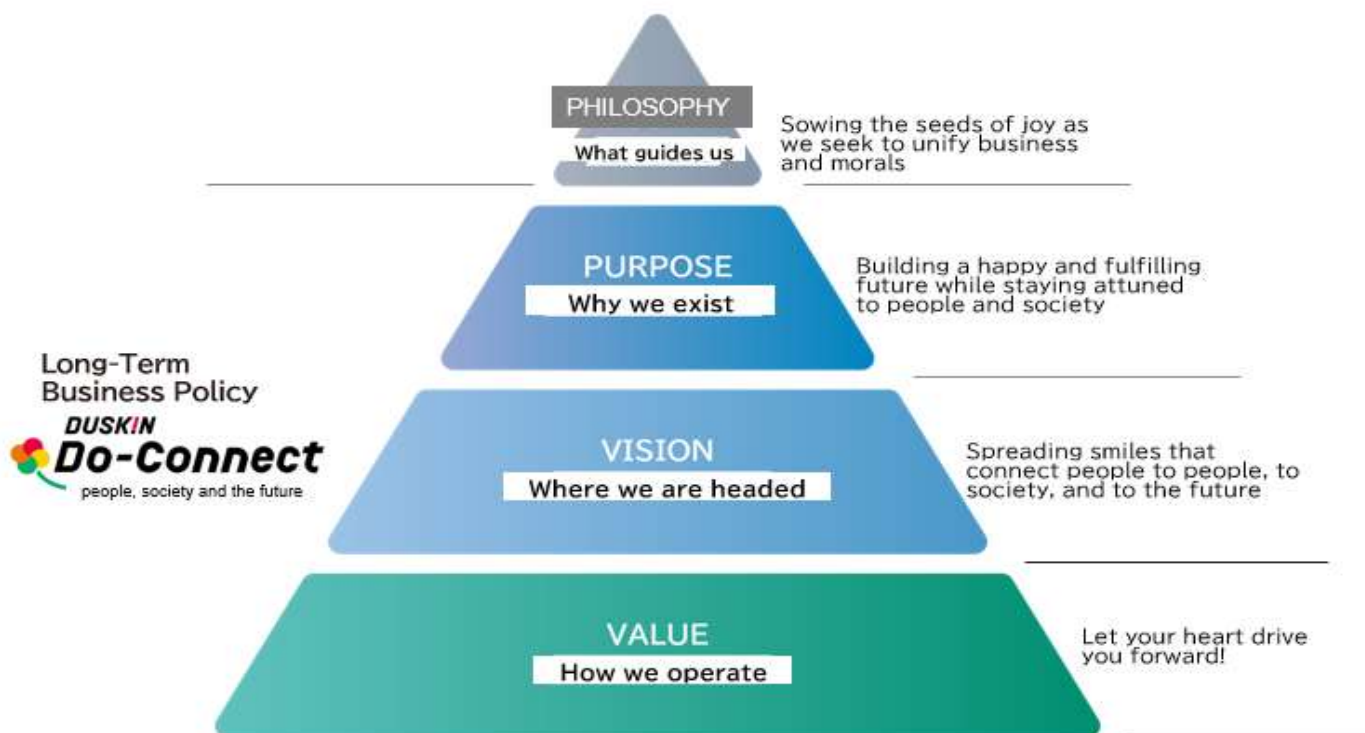 PHILOSOPHY
What guides us
Sowing the seeds of joy as
we seek to unify business
and morals
PURPOSE
Why we exist
Building a happy and fulfilling
future while staying attuned
to people and society
Long-Term
Business Policy
DUSKIN
Do-Connect
people, society and the future
VISION
Where we are headed
Spreading smiles that
connect people to people, to
society, and to the future
VALUE
How we operate
Let your heart drive
you forward!